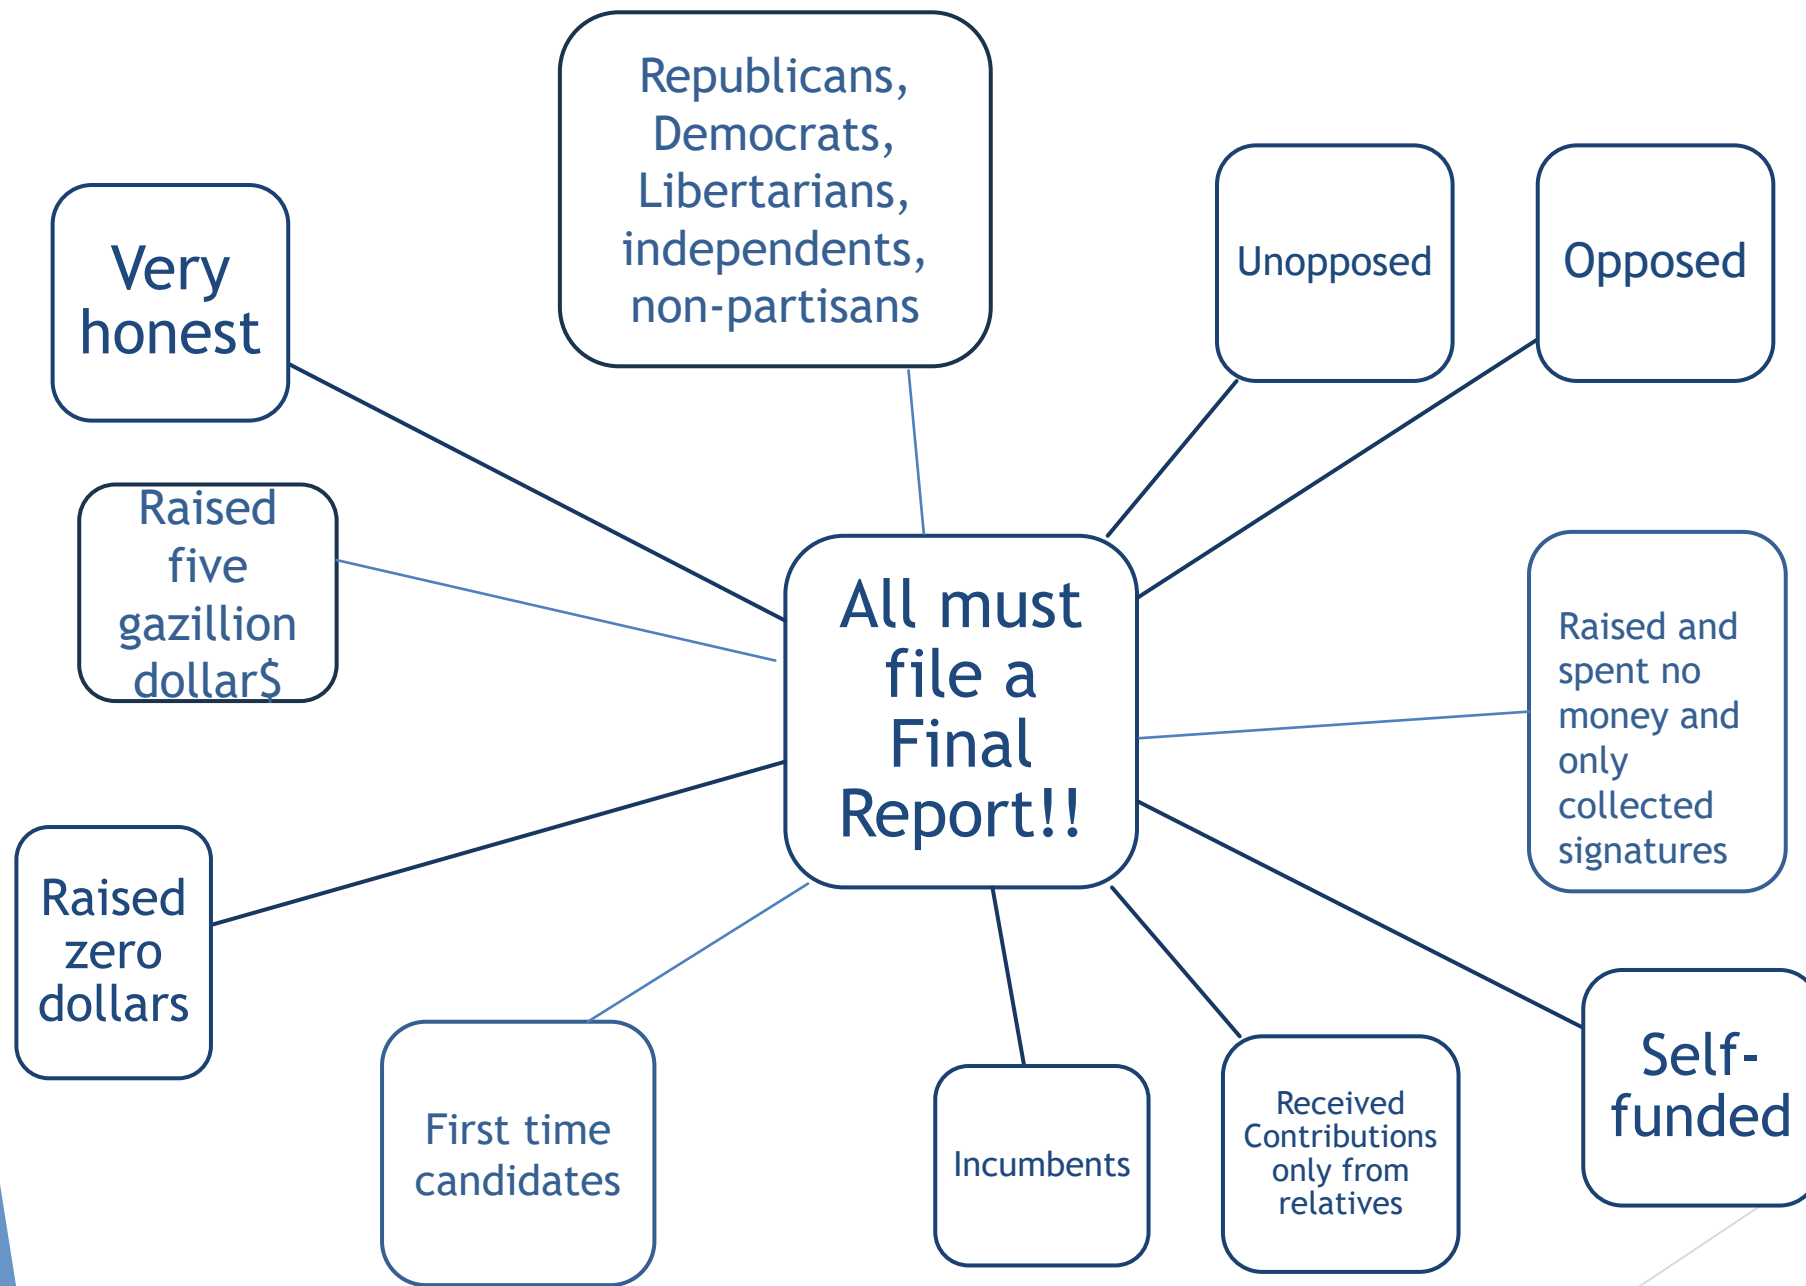 Republicans,
Democrats,
Libertarians,
independents,
non-partisans
Very
honest
Unopposed
Opposed
Raised
five
gazillion
dollar$
All must
file a
Final
Report!!
Raised and
spent no
money and
only
collected
signatures
Raised
zero
dollars
First time
candidates
Incumbents
Received
Contributions
only from
relatives
Self-
funded